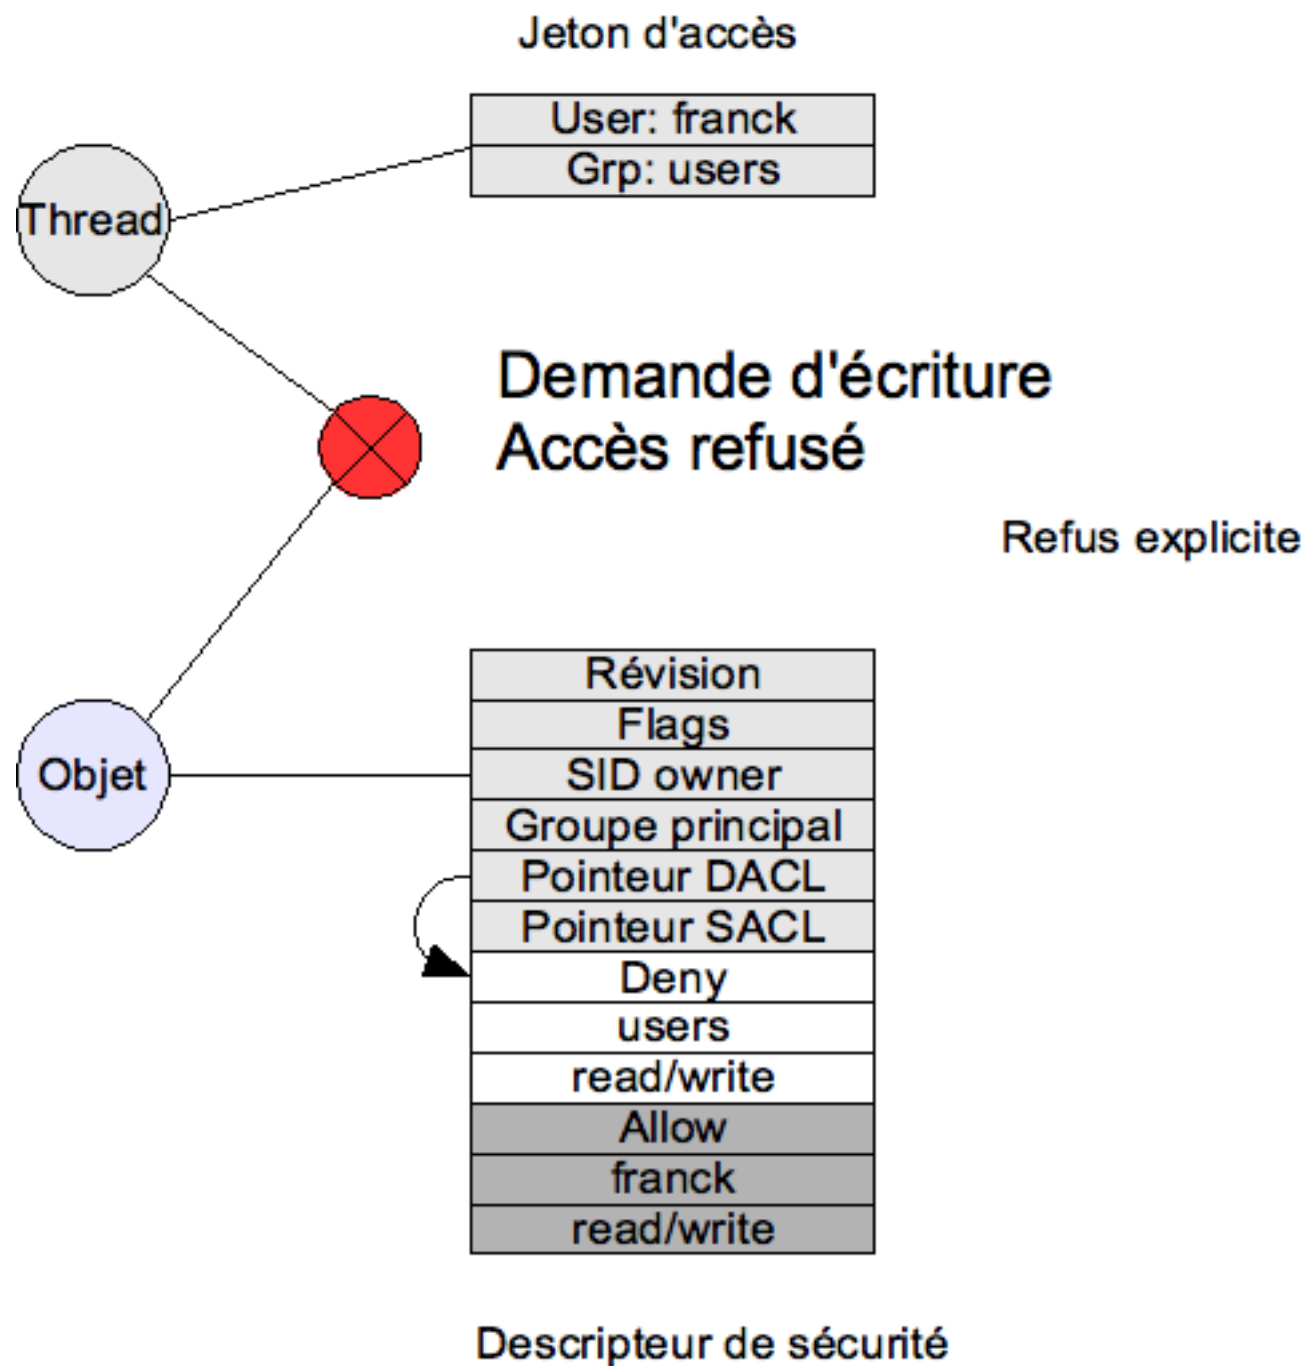 Jeton d'accès
User: franck
Grp: users
Thread
Demande d'écriture
Accès refusé
Refus explicite
Objet
Révision
Flags
SID owner
Groupe principal
Pointeur DACL
Pointeur SACL
Deny
users
read/write
Allow
franck
read/write
Descripteur de sécurité